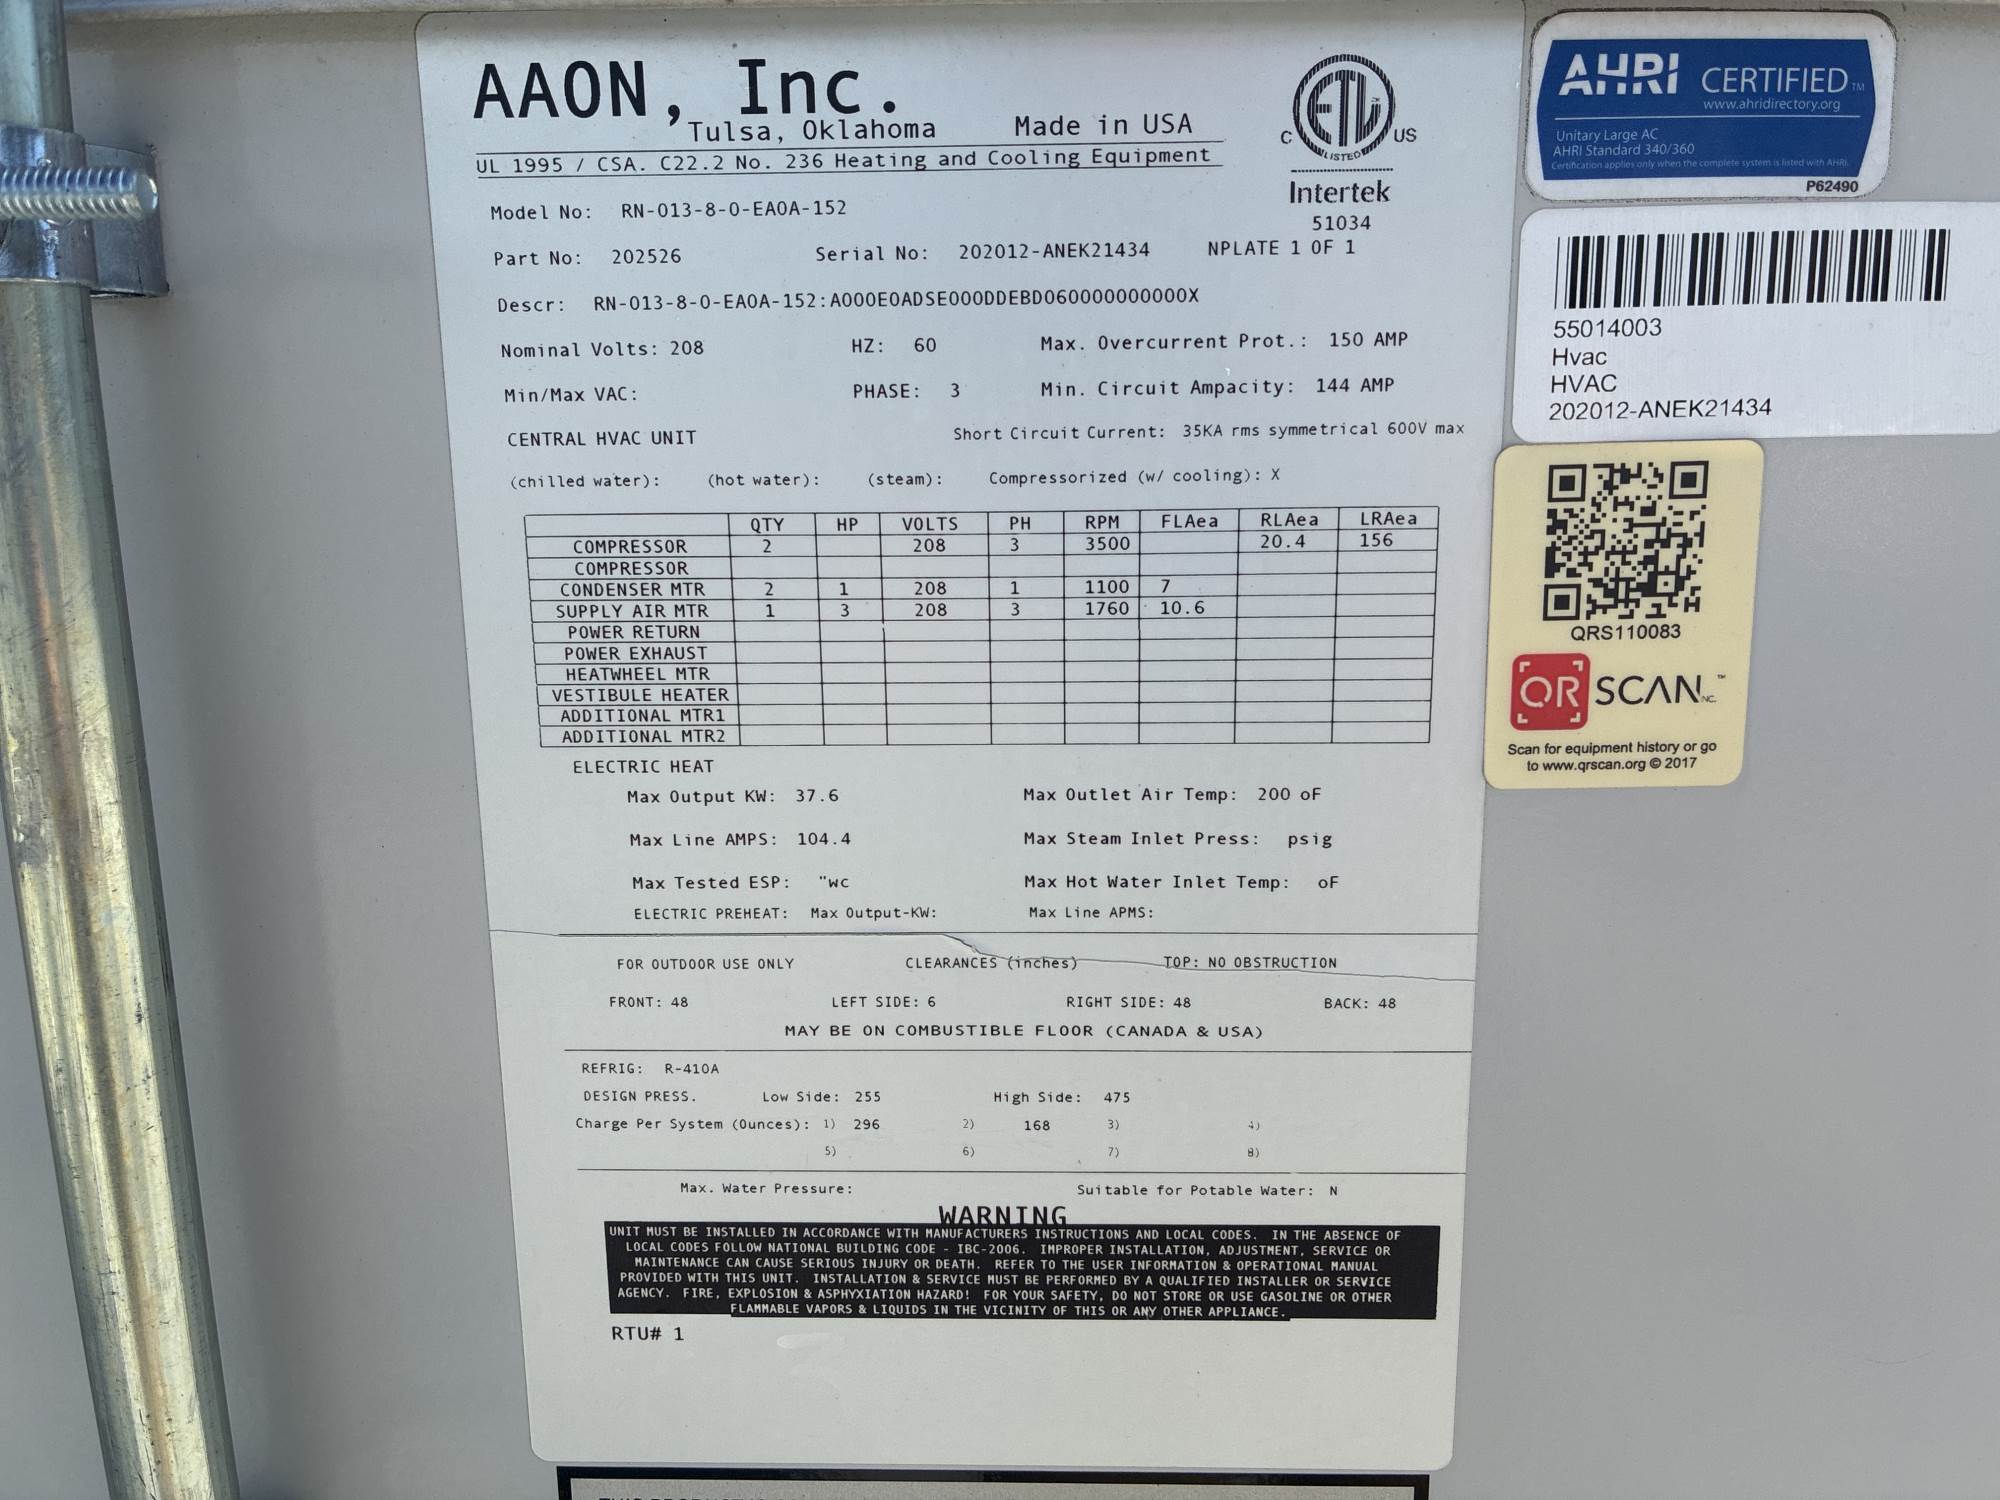 AAON, Inc.
Tulsa, Oklahoma Made in USA
UL 1995 / CSA. C22.2 No. 236 Heating and Cooling Equipment
C ETL US
LISTED
Intertek
51034
Model No: RN-013-8-0-EA0A-152
Part No: 202526 Serial No: 202012-ANEK21434 NPLATE 1 OF 1
Descr: RN-013-8-0-EA0A-152:A000E0ADSE000DDEBD060000000000X
Nominal Volts: 208 HZ: 60 Max. Overcurrent Prot.: 150 AMP
Min/Max VAC: PHASE: 3 Min. Circuit Ampacity: 144 AMP
CENTRAL HVAC UNIT Short Circuit Current: 35KA rms symmetrical 600V max
(chilled water): (hot water): (steam): Compressorized (w/ cooling): X
QTY HP VOLTS PH RPM FLAea RLAea LRAea
COMPRESSOR 2 208 3 3500 20.4 156
COMPRESSOR
CONDENSER MTR 2 1 208 1 1100 7
SUPPLY AIR MTR 1 3 208 3 1760 10.6
POWER RETURN
POWER EXHAUST
HEATWHEEL MTR
VESTIBULE HEATER
ADDITIONAL MTR1
ADDITIONAL MTR2
ELECTRIC HEAT
Max Output KW: 37.6 Max Outlet Air Temp: 200 oF
Max Line AMPS: 104.4 Max Steam Inlet Press: psig
Max Tested ESP: "wc Max Hot Water Inlet Temp: oF
ELECTRIC PREHEAT: Max Output-KW: Max Line APMS:
FOR OUTDOOR USE ONLY CLEARANCES (inches) TOP: NO OBSTRUCTION
FRONT: 48 LEFT SIDE: 6 RIGHT SIDE: 48 BACK: 48
MAY BE ON COMBUSTIBLE FLOOR (CANADA & USA)
REFRIG: R-410A
DESIGN PRESS. Low Side: 255 High Side: 475
Charge Per System (Ounces): 1) 296 2) 168 3) 4)
5) 6) 7) 8)
Max. Water Pressure: Suitable for Potable Water: N
WARNING
UNIT MUST BE INSTALLED IN ACCORDANCE WITH MANUFACTURERS INSTRUCTIONS AND LOCAL CODES. IN THE ABSENCE OF
LOCAL CODES FOLLOW NATIONAL BUILDING CODE - IBC-2006. IMPROPER INSTALLATION, ADJUSTMENT, SERVICE OR
MAINTENANCE CAN CAUSE SERIOUS INJURY OR DEATH. REFER TO THE USER INFORMATION & OPERATIONAL MANUAL
PROVIDED WITH THIS UNIT. INSTALLATION & SERVICE MUST BE PERFORMED BY A QUALIFIED INSTALLER OR SERVICE
AGENCY. FIRE, EXPLOSION & ASPHYXIATION HAZARD! FOR YOUR SAFETY, DO NOT STORE OR USE GASOLINE OR OTHER
FLAMMABLE VAPORS & LIQUIDS IN THE VICINITY OF THIS OR ANY OTHER APPLIANCE.
RTU# 1
AHRI CERTIFIED™
www.ahridirectory.org
Unitary Large AC
AHRI Standard 340/360
Certification applies only when the complete system is listed with AHRI.
P62490
55014003
Hvac
HVAC
202012-ANEK21434
QRS110083
QR SCAN INC.™
Scan for equipment history or go
to www.qrscan.org © 2017